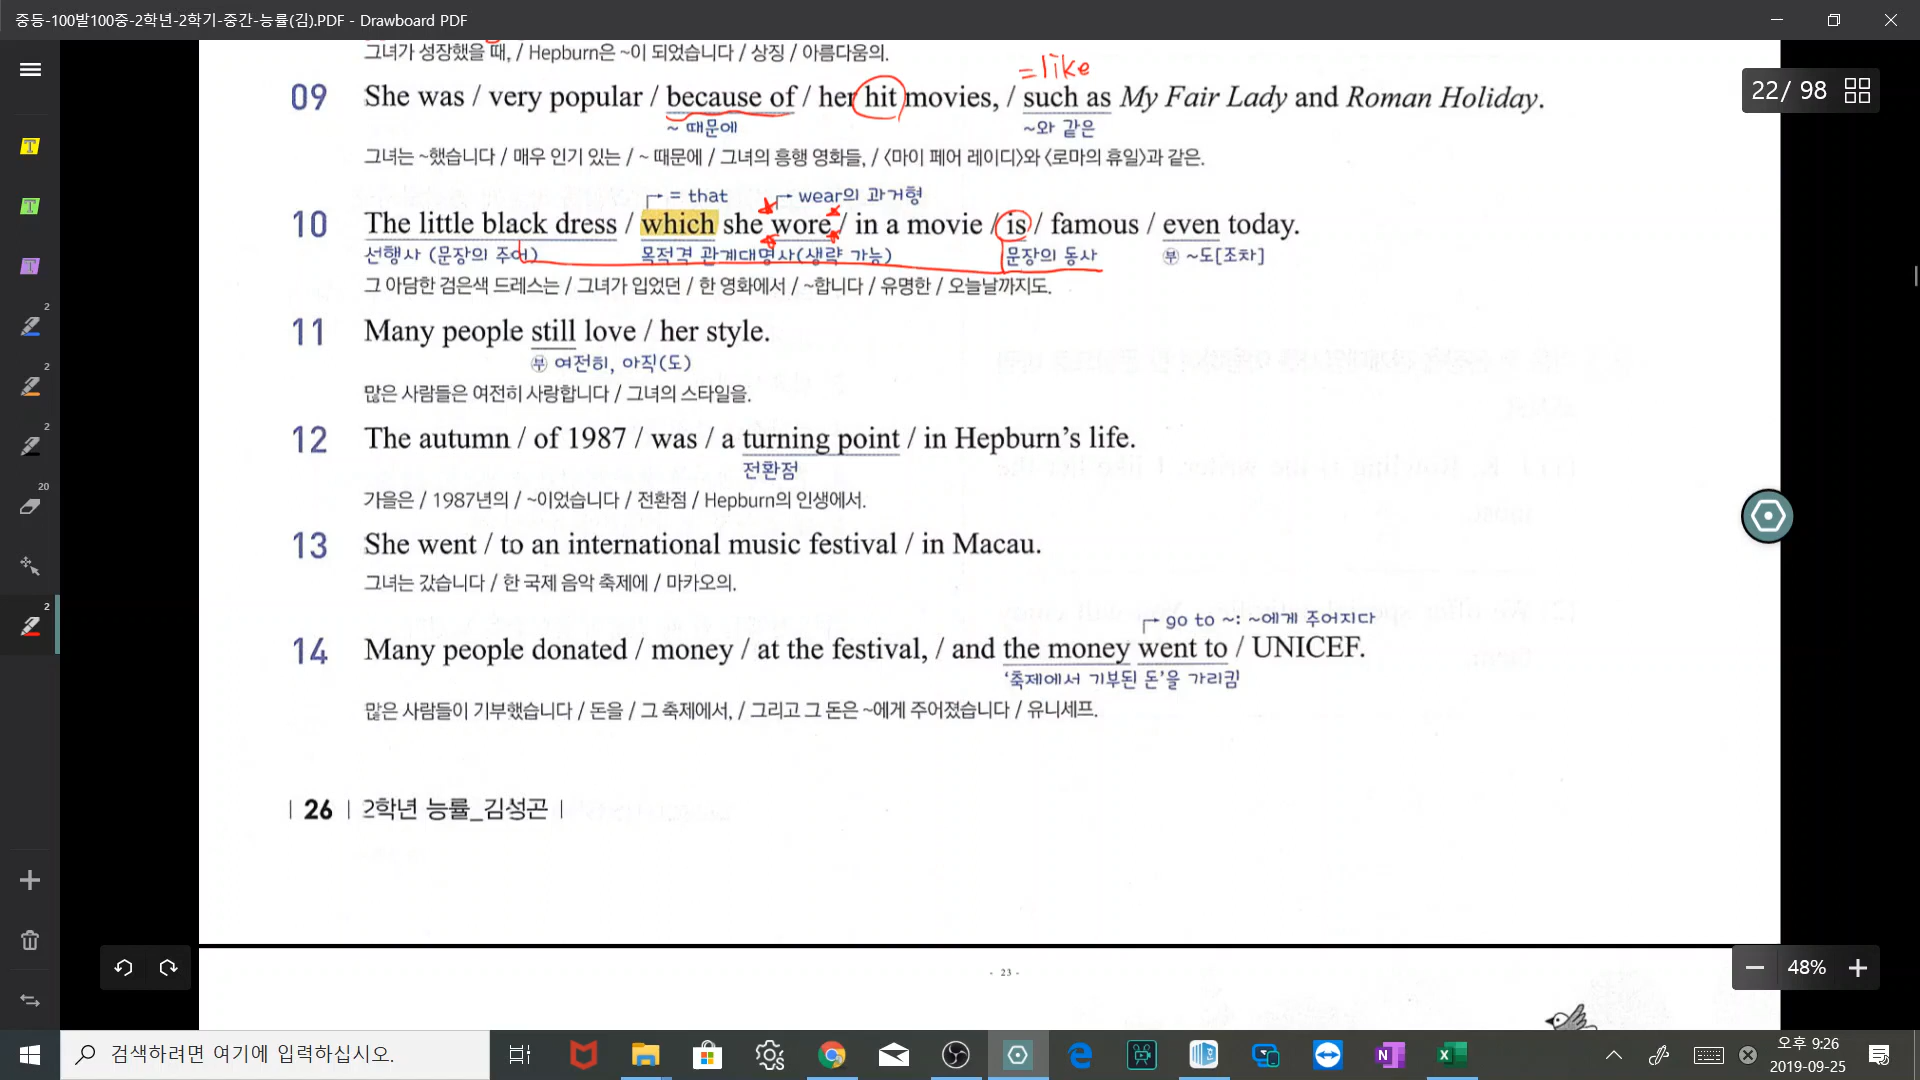 중등-100발100중-2학년-2학기-중간-능률(김).PDF - Drawboard PDF
그녀가 성장했을 때, / Hepburn은 ~이 되었습니다 / 상징 / 아름다움의.
=like
09 She was / very popular / because of / her hit movies, / such as My Fair Lady and Roman Holiday.
~ 때문에 ~와 같은
그녀는 ~했습니다 / 매우 인기 있는 / ~ 때문에 / 그녀의 흥행 영화들, / 〈마이 페어 레이디〉와 〈로마의 휴일〉과 같은.
22 / 98
= that wear의 과거형
10 The little black dress / which she wore / in a movie / is / famous / even today.
선행사 (문장의 주어) 목적격 관계대명사(생략 가능) 문장의 동사 부 ~도[조차]
그 아담한 검은색 드레스는 / 그녀가 입었던 / 한 영화에서 / ~합니다 / 유명한 / 오늘날까지도.
11 Many people still love / her style.
부 여전히, 아직(도)
많은 사람들은 여전히 사랑합니다 / 그녀의 스타일을.
12 The autumn / of 1987 / was / a turning point / in Hepburn's life.
전환점
가을은 / 1987년의 / ~이었습니다 / 전환점 / Hepburn의 인생에서.
13 She went / to an international music festival / in Macau.
그녀는 갔습니다 / 한 국제 음악 축제에 / 마카오의.
go to ~: ~에게 주어지다
14 Many people donated / money / at the festival, / and the money went to / UNICEF.
'축제에서 기부된 돈'을 가리킴
많은 사람들이 기부했습니다 / 돈을 / 그 축제에서, / 그리고 그 돈은 ~에게 주어졌습니다 / 유니세프.
| 26 | 2학년 능률_김성곤 |
- 23 -
48%
2
2
2
20
2
검색하려면 여기에 입력하십시오.
오후 9:26
2019-09-25